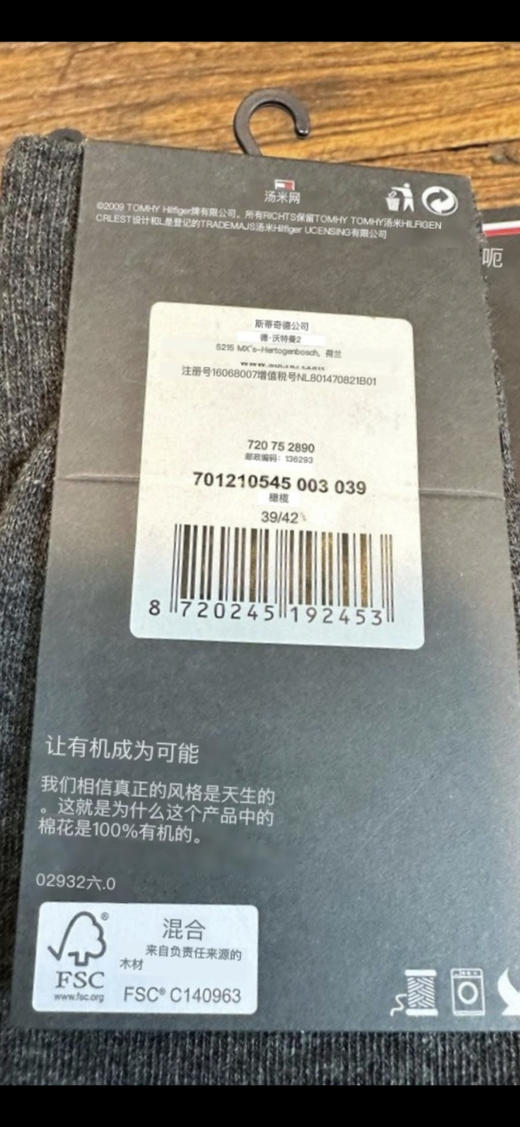 汤米网
©2009 TOMHY Hilfiger牌有限公司。所有RICHTS保留TOMHY TOMHY汤米HILFIGEN
CRLEST设计和L是登记的TRADEMAJS汤米Hilfiger UCENSING有限公司
呃
斯蒂奇德公司
德·沃特曼2
5215 MX's-Hertogenbosch, 荷兰
注册号16068007增值税号NL801470821B01
720 75 2890
邮政编码：136293
701210545 003 039
橄榄
39/42
8 720245 192453
让有机成为可能
我们相信真正的风格是天生的
。这就是为什么这个产品中的
棉花是100%有机的。
02932六.0
FSC®
www.fsc.org
混合
来自负责任来源的
木材
FSC® C140963